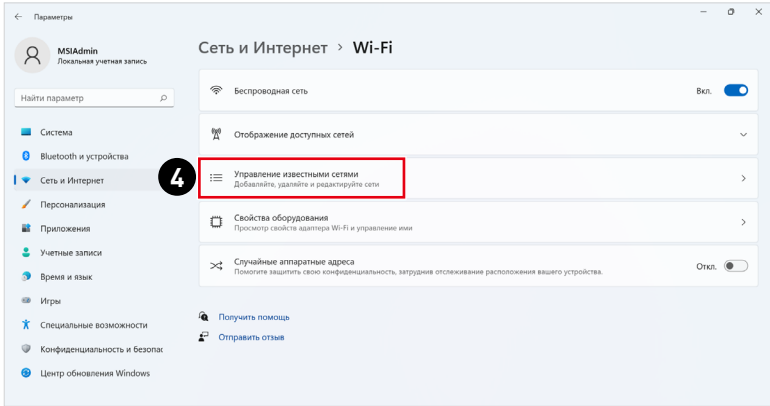 Параметры
MSIAdmin
Локальная учетная запись
Найти параметр
Система
Bluetooth и устройства
Сеть и Интернет
Персонализация
Приложения
Учетные записи
Время и язык
Игры
Специальные возможности
Конфиденциальность и безопас
Центр обновления Windows
Сеть и Интернет > Wi-Fi
Беспроводная сеть
Вкл.
Отображение доступных сетей
4
Управление известными сетями
Добавляйте, удаляйте и редактируйте сети
Свойства оборудования
Просмотр свойств адаптера Wi-Fi и управление ими
Случайные аппаратные адреса
Помогите защитить свою конфиденциальность, затруднив отслеживание расположения вашего устройства.
Откл.
Получить помощь
Отправить отзыв